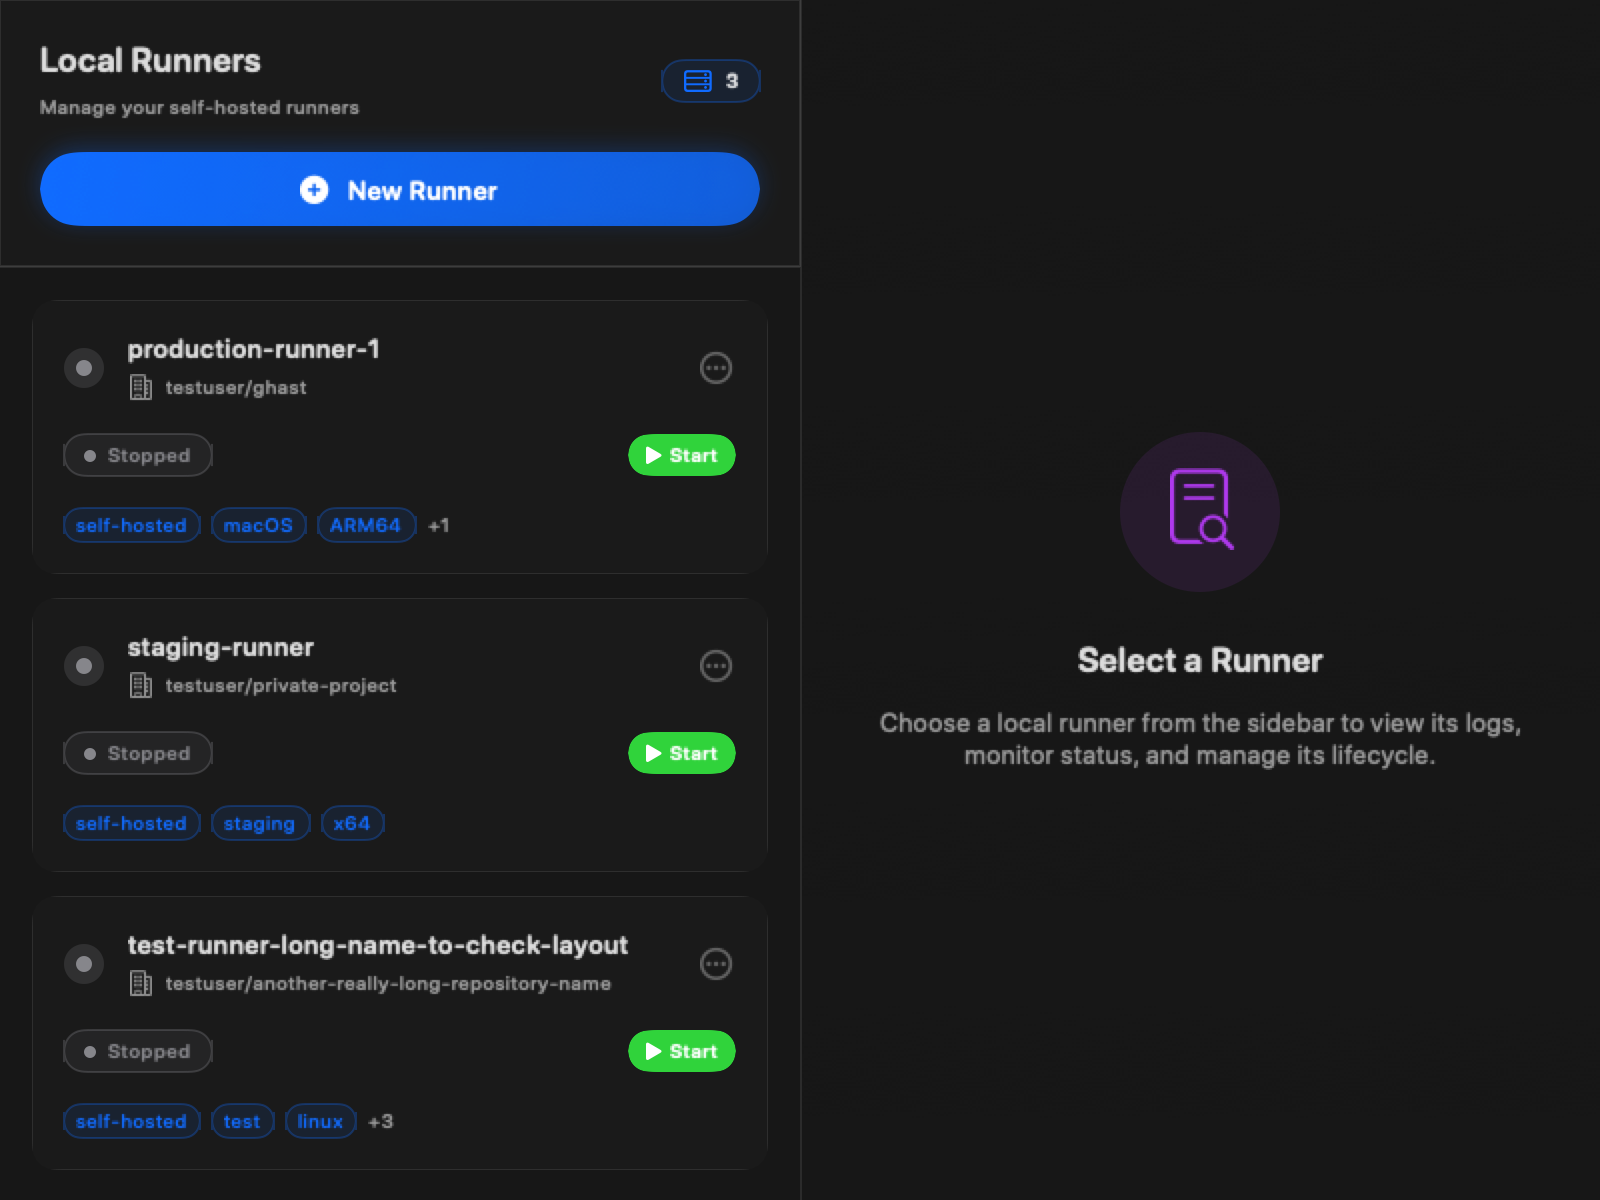 Local Runners
3
Manage your self-hosted runners
New Runner
production-runner-1
testuser/ghast
Stopped
Start
self-hosted macOS ARM64 +1
staging-runner
testuser/private-project
Stopped
Start
self-hosted staging x64
test-runner-long-name-to-check-layout
testuser/another-really-long-repository-name
Stopped
Start
self-hosted test linux +3
Select a Runner
Choose a local runner from the sidebar to view its logs,
monitor status, and manage its lifecycle.